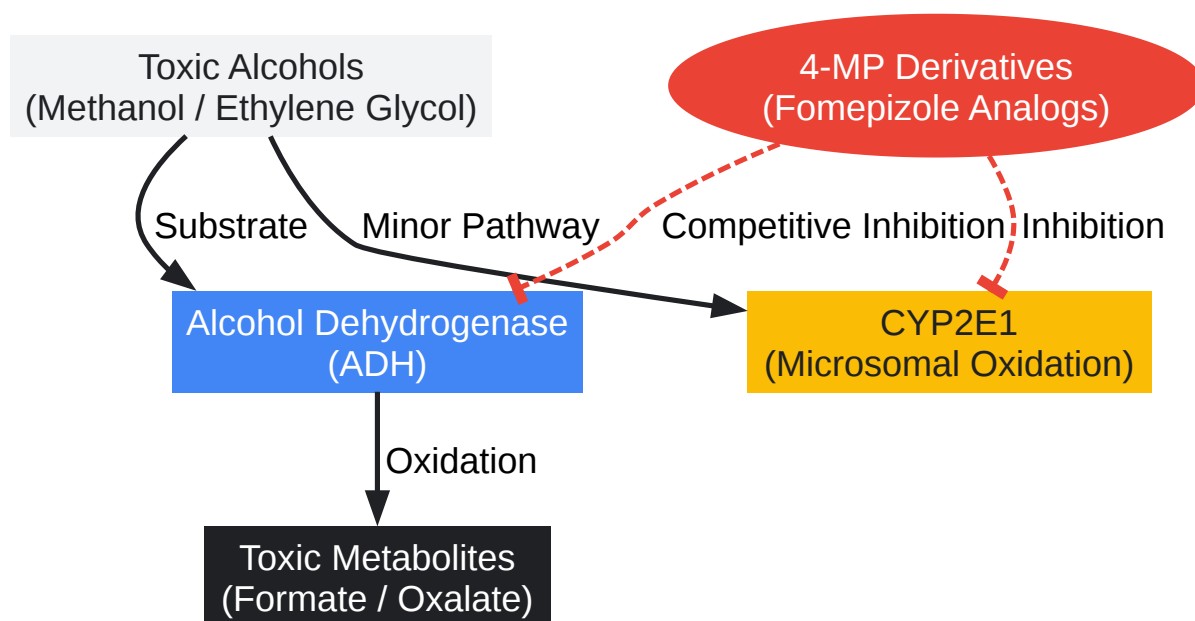 Toxic Alcohols
(Methanol / Ethylene Glycol)
4-MP Derivatives
(Fomepizole Analogs)
Substrate
Minor Pathway
Competitive Inhibition
Inhibition
Alcohol Dehydrogenase
(ADH)
CYP2E1
(Microsomal Oxidation)
Oxidation
Toxic Metabolites
(Formate / Oxalate)